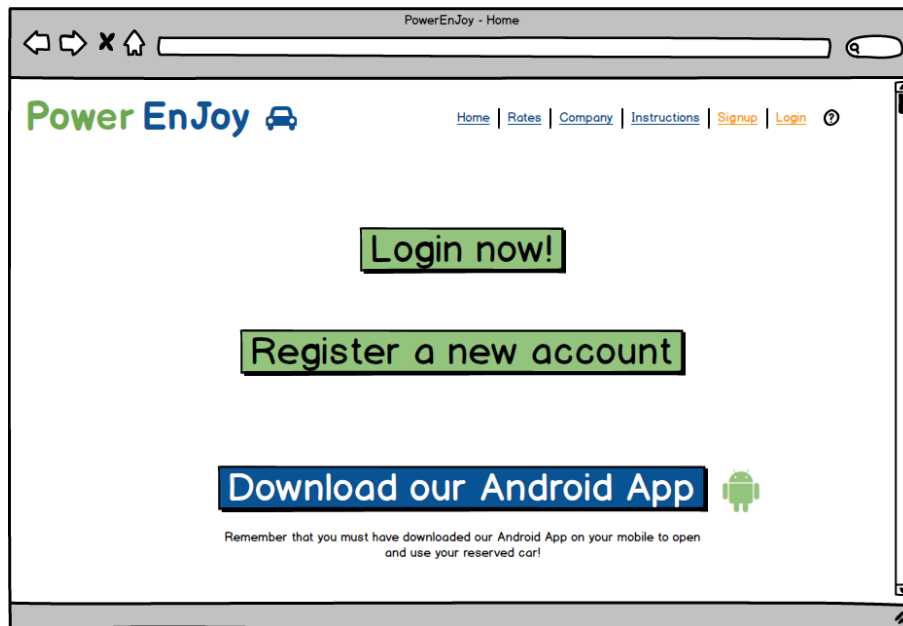 PowerEnJoy - Home
Power EnJoy
Home | Rates | Company | Instructions | Signup | Login ?
Login now!
Register a new account
Download our Android App
Remember that you must have downloaded our Android App on your mobile to open
and use your reserved car!